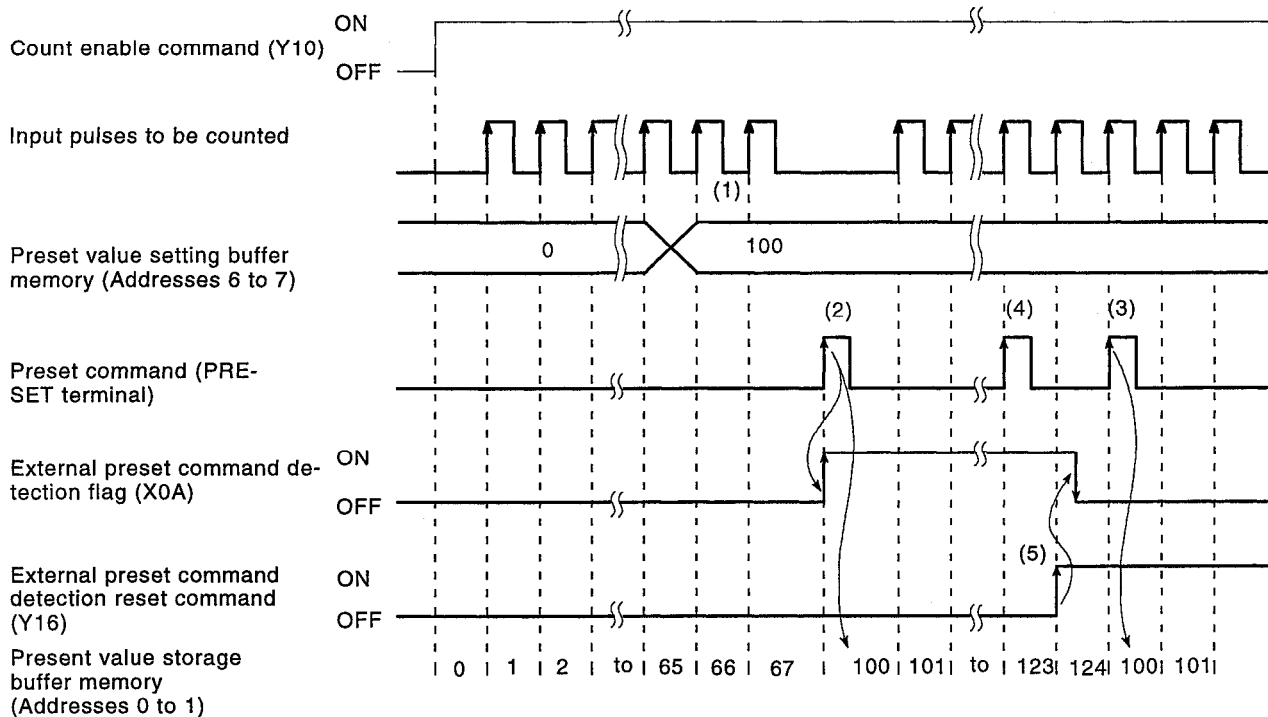 Count enable command (Y10)
ON
OFF
Input pulses to be counted
(1)
Preset value setting buffer
memory (Addresses 6 to 7)
0
100
(2)
(4)
(3)
Preset command (PRE-
SET terminal)
External preset command de-
tection flag (X0A)
ON
OFF
External preset command
detection reset command
(Y16)
ON
OFF
(5)
Present value storage
buffer memory
(Addresses 0 to 1)
0 1 2 to 65 66 67 100 101 to 123 124 100 101